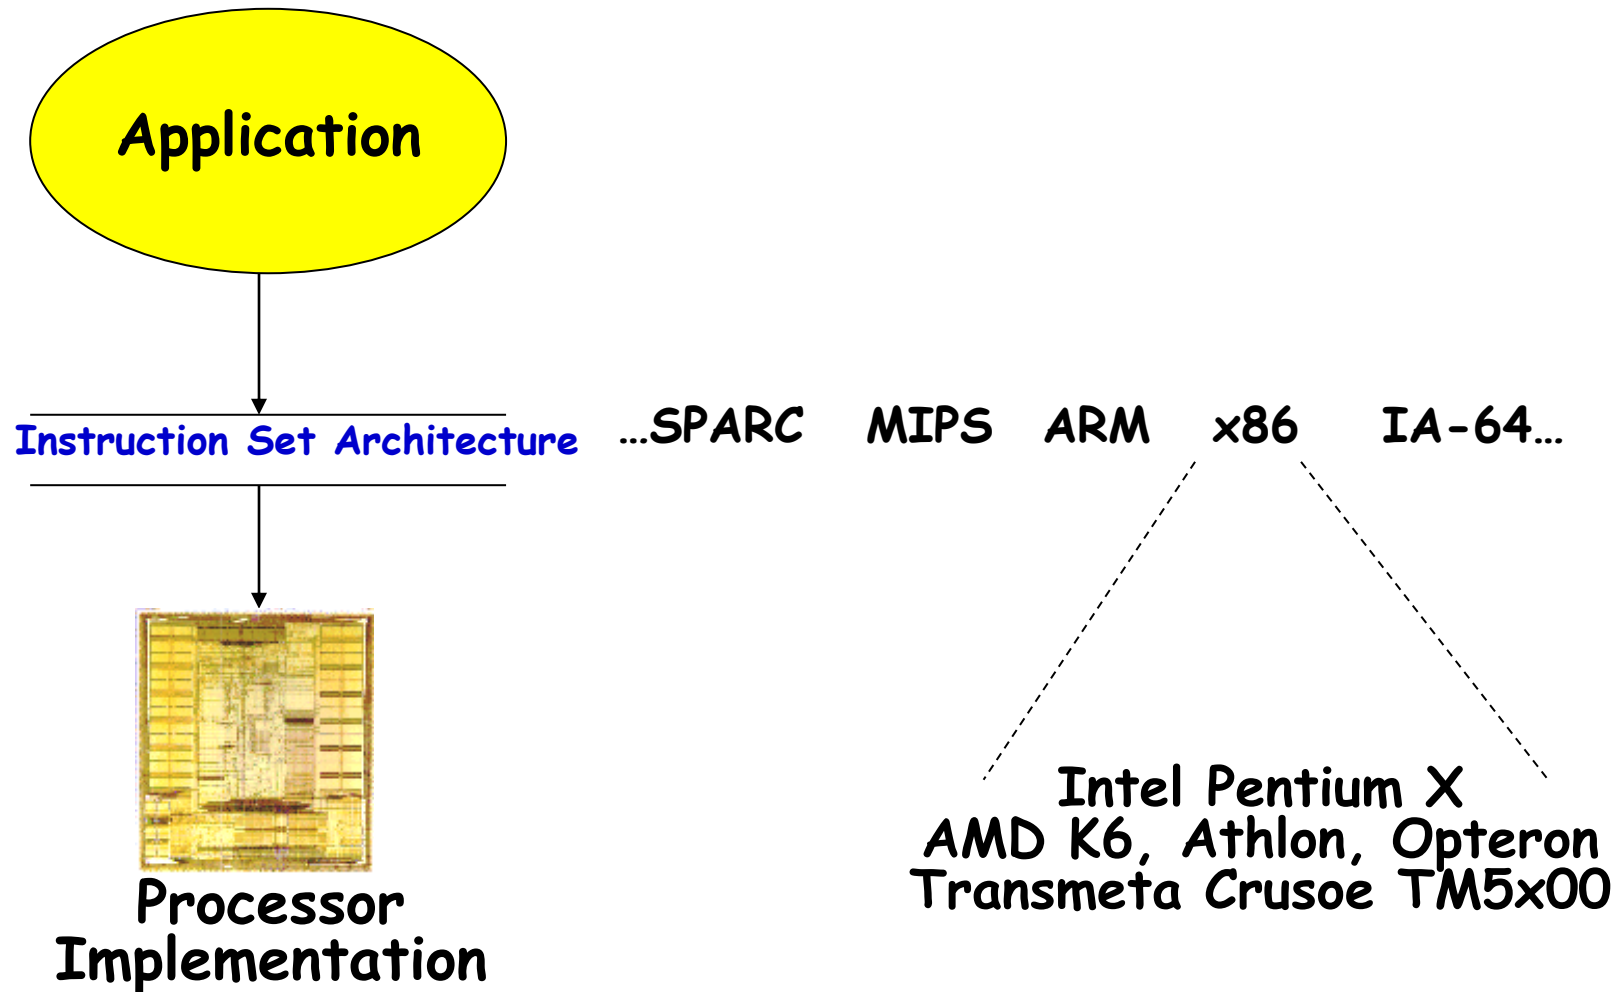 Application
Instruction Set Architecture
...SPARC MIPS ARM x86 IA-64...
Intel Pentium X
AMD K6, Athlon, Opteron
Transmeta Crusoe TM5x00
Processor
Implementation